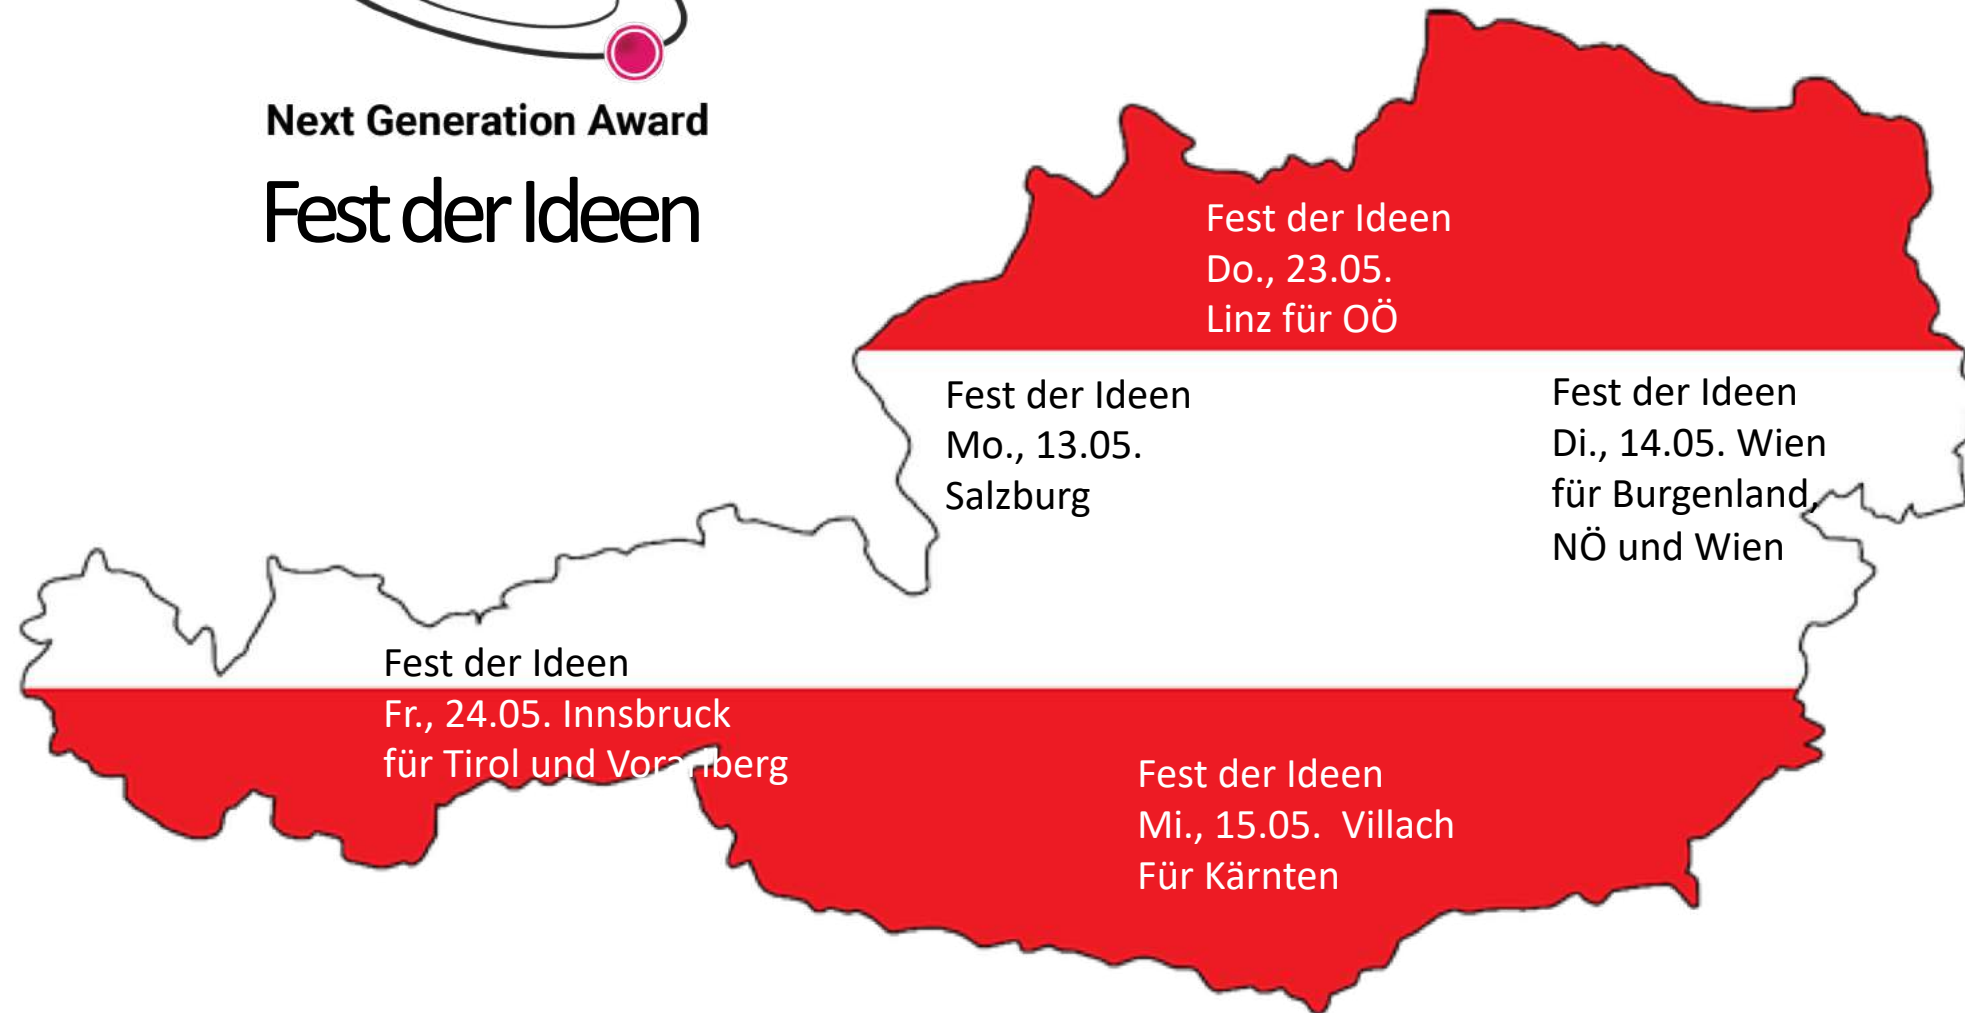 Next Generation Award
Fest der Ideen
Fest der Ideen
Do., 23.05.
Linz für OÖ
Fest der Ideen
Mo., 13.05.
Salzburg
Fest der Ideen
Di., 14.05. Wien
für Burgenland,
NÖ und Wien
Fest der Ideen
Fr., 24.05. Innsbruck
für Tirol und Vorarlberg
Fest der Ideen
Mi., 15.05. Villach
Für Kärnten